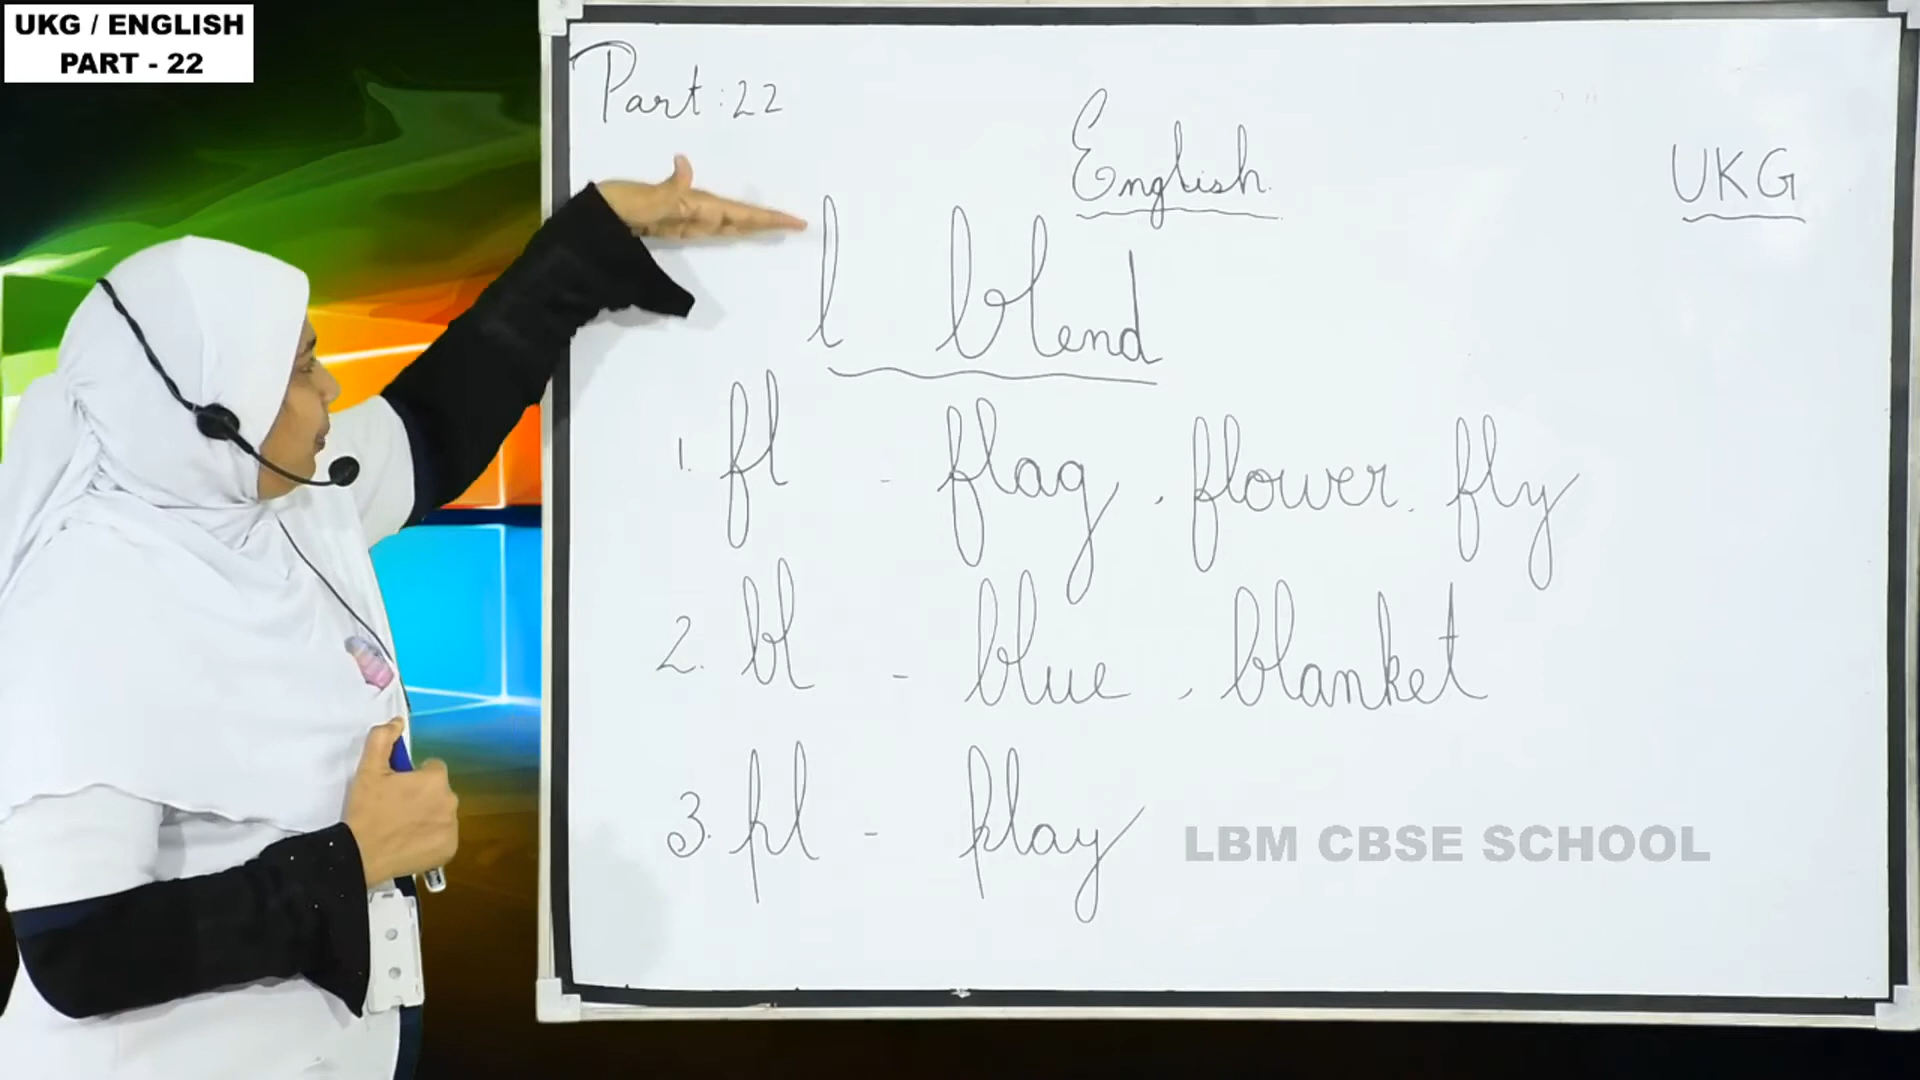 UKG / ENGLISH
PART - 22
Part : 22
English
UKG
l blend
1. fl - flag, flower, fly
2. bl - blue, blanket
3. pl - play
LBM CBSE SCHOOL